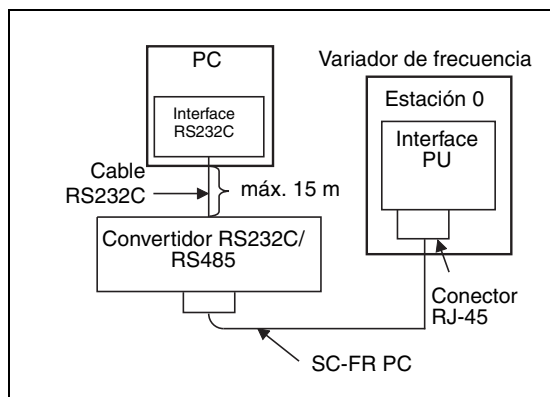 PC
Interface
RS232C
Cable
RS232C
máx. 15 m
Convertidor RS232C/
RS485
Variador de frecuencia
Estación 0
Interface
PU
Conector
RJ-45
SC-FR PC